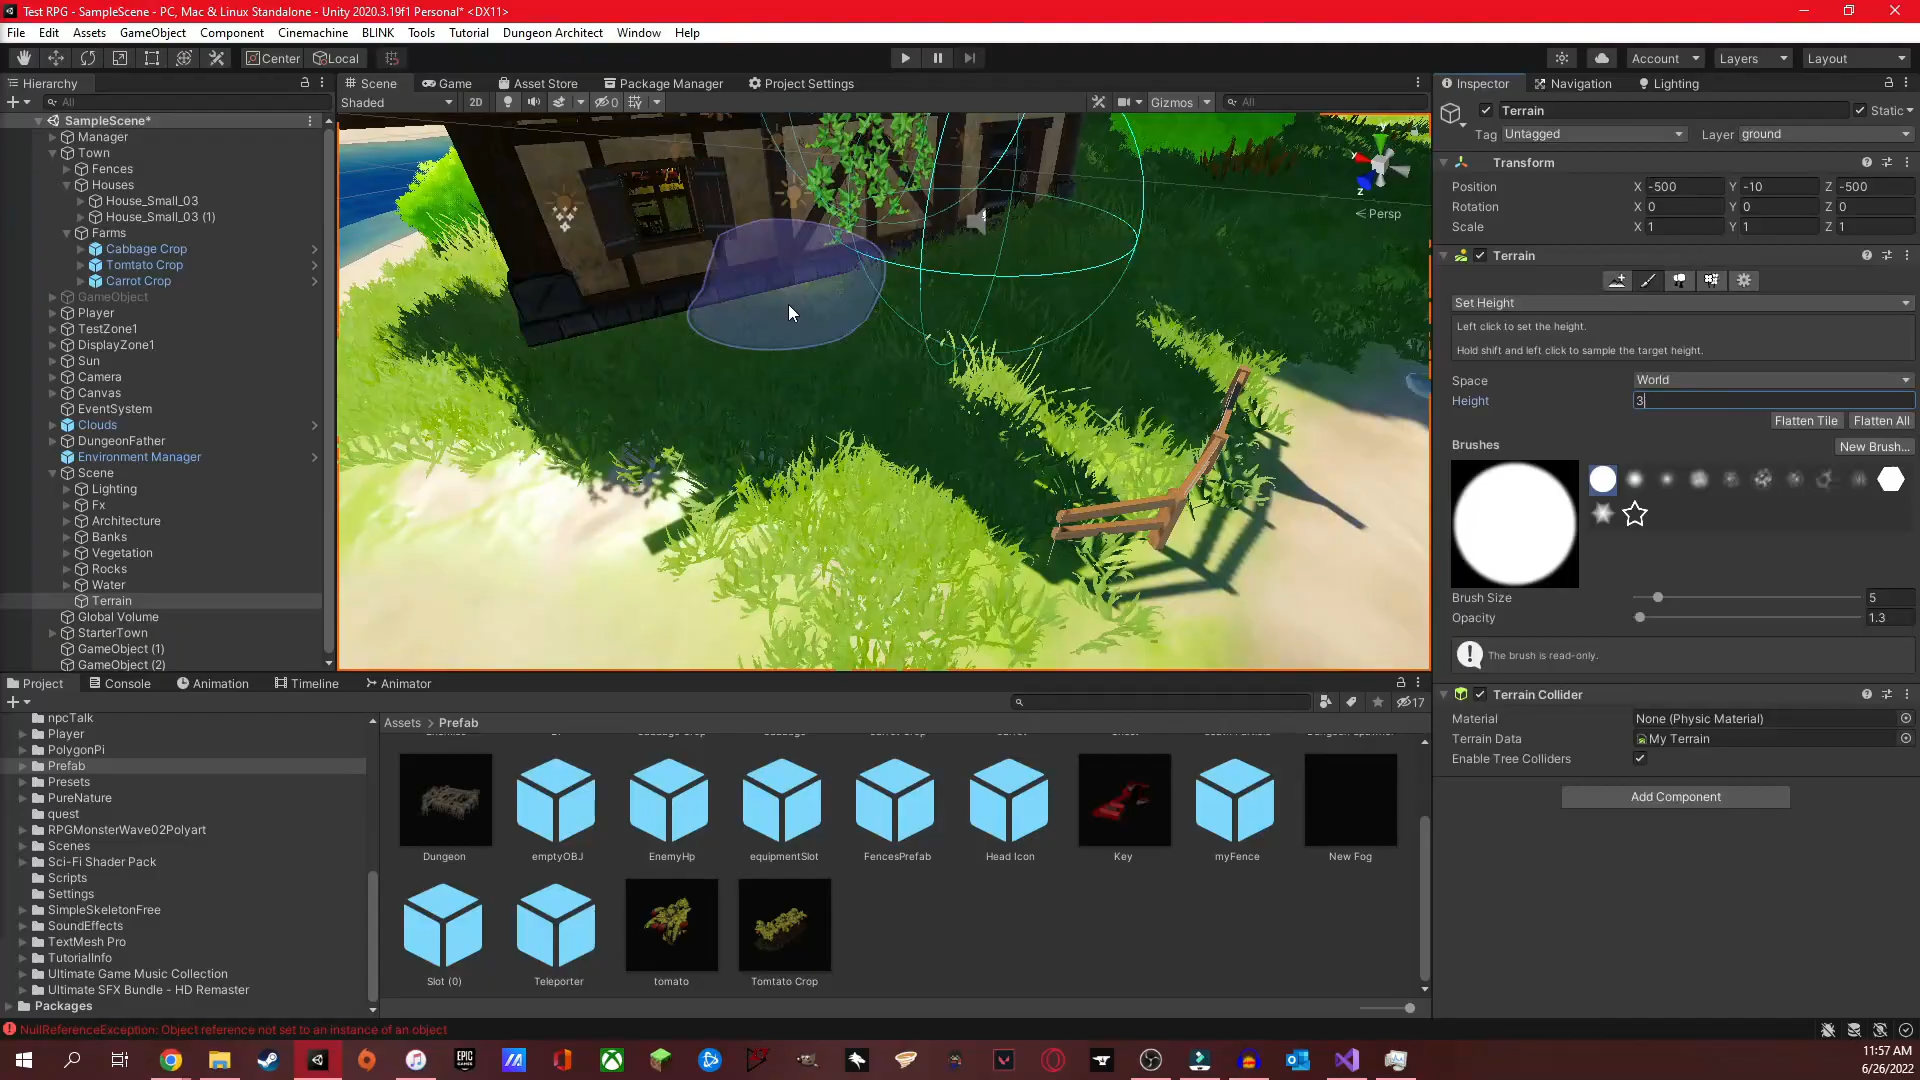 Test RPG - SampleScene - PC, Mac & Linux Standalone - Unity 2020.3.19f1 Personal* <DX11>
File Edit Assets GameObject Component Cinemachine BLINK Tools Tutorial Dungeon Architect Window Help
Center Local Account Layers Layout
Hierarchy
Scene Game Asset Store Package Manager Project Settings
Inspector Navigation Lighting
All
Shaded 2D 0 Gizmos All
SampleScene*
Manager
Town
Fences
Houses
House_Small_03
House_Small_03 (1)
Farms
Cabbage Crop
Tomtato Crop
Carrot Crop
GameObject
Player
TestZone1
DisplayZone1
Sun
Camera
Canvas
EventSystem
Clouds
DungeonFather
Environment Manager
Scene
Lighting
Fx
Architecture
Banks
Vegetation
Rocks
Water
Terrain
Global Volume
StarterTown
GameObject (1)
GameObject (2)
y
x
z
Persp
Terrain Static
Tag Untagged Layer ground
Transform
Position X -500 Y -10 Z -500
Rotation X 0 Y 0 Z 0
Scale X 1 Y 1 Z 1
Terrain
Set Height
Left click to set the height.
Hold shift and left click to sample the target height.
Space World
Height 3
Flatten Tile Flatten All
Brushes
New Brush...
Brush Size 5
Opacity 1.3
The brush is read-only.
Terrain Collider
Material None (Physic Material)
Terrain Data My Terrain
Enable Tree Colliders
Add Component
Project Console Animation Timeline Animator
17
npcTalk
Player
PolygonPi
Prefab
Presets
PureNature
quest
RPGMonsterWave02Polyart
Scenes
Sci-Fi Shader Pack
Scripts
Settings
SimpleSkeletonFree
SoundEffects
TextMesh Pro
TutorialInfo
Ultimate Game Music Collection
Ultimate SFX Bundle - HD Remaster
Packages
Assets > Prefab
Dungeon emptyOBJ EnemyHp equipmentSlot FencesPrefab Head Icon Key myFence New Fog
Slot (0) Teleporter tomato Tomtato Crop
NullReferenceException: Object reference not set to an instance of an object
EPIC GAMES
11:57 AM
6/26/2022